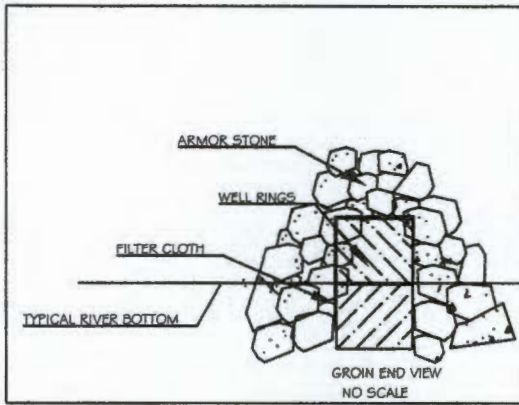 ARMOR STONE
WELL RINGS
FILTER CLOTH
TYPICAL RIVER BOTTOM
GROIN END VIEW
NO SCALE